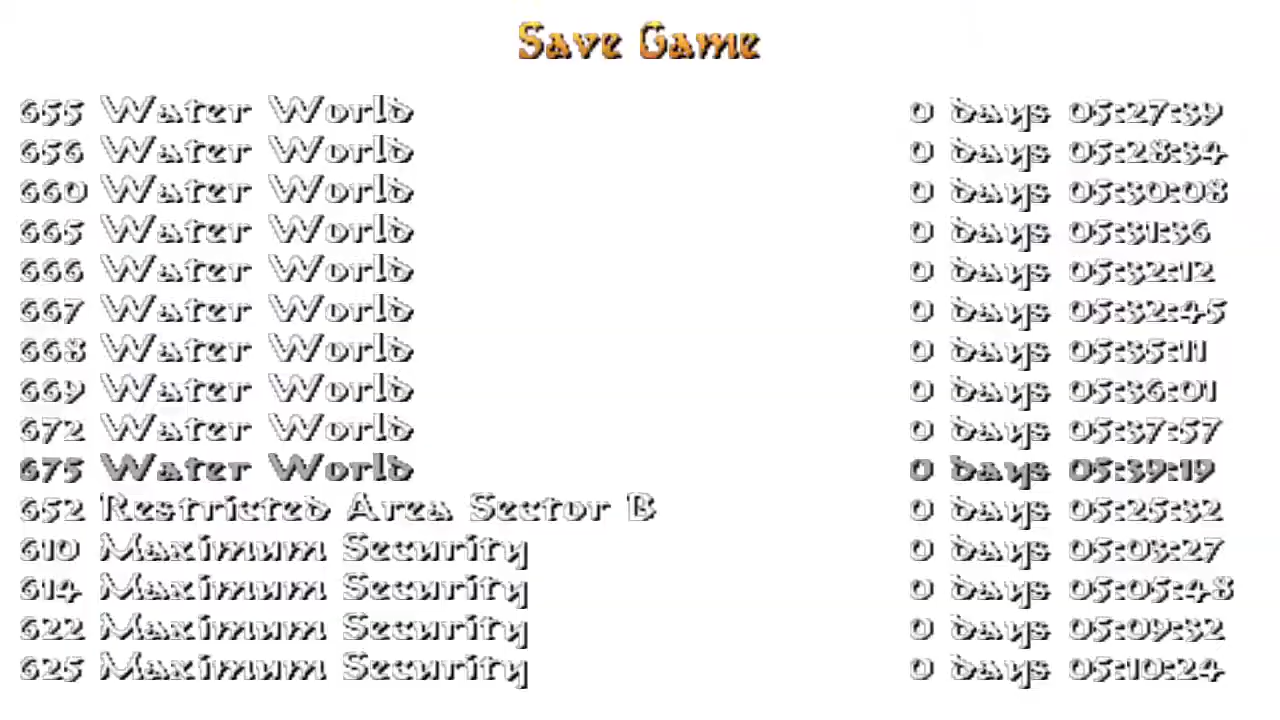 Save Game
655 Water World 0 days 05:27:39
656 Water World 0 days 05:28:34
660 Water World 0 days 05:30:08
665 Water World 0 days 05:31:36
666 Water World 0 days 05:32:12
667 Water World 0 days 05:32:45
668 Water World 0 days 05:35:11
669 Water World 0 days 05:36:01
672 Water World 0 days 05:37:57
675 Water World 0 days 05:39:19
652 Restricted Area Sector B 0 days 05:25:32
610 Maximum Security 0 days 05:03:27
614 Maximum Security 0 days 05:05:48
622 Maximum Security 0 days 05:09:32
625 Maximum Security 0 days 05:10:24